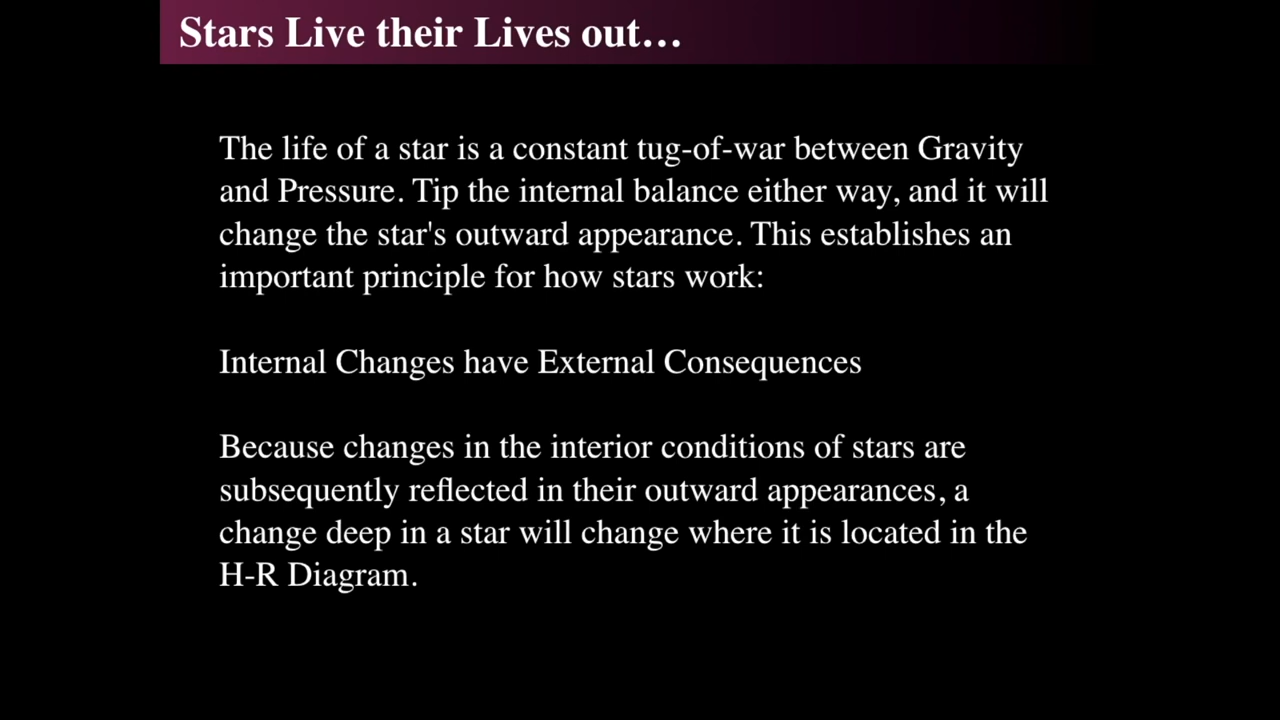 Stars Live their Lives out…
The life of a star is a constant tug-of-war between Gravity
and Pressure. Tip the internal balance either way, and it will
change the star's outward appearance. This establishes an
important principle for how stars work:
Internal Changes have External Consequences
Because changes in the interior conditions of stars are
subsequently reflected in their outward appearances, a
change deep in a star will change where it is located in the
H-R Diagram.